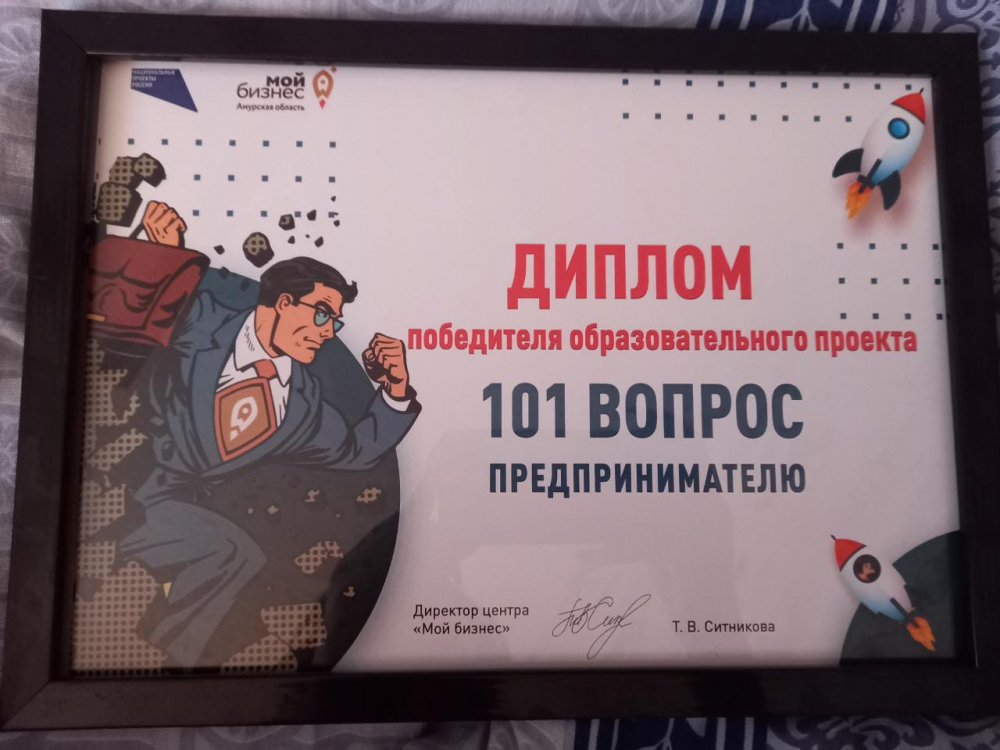 НАЦИОНАЛЬНЫЕ
ПРОЕКТЫ
РОССИИ
мой
бизнес
Амурская область
ДИПЛОМ
победителя образовательного проекта
101 ВОПРОС
ПРЕДПРИНИМАТЕЛЮ
Директор центра
«Мой бизнес»
Т. В. Ситникова